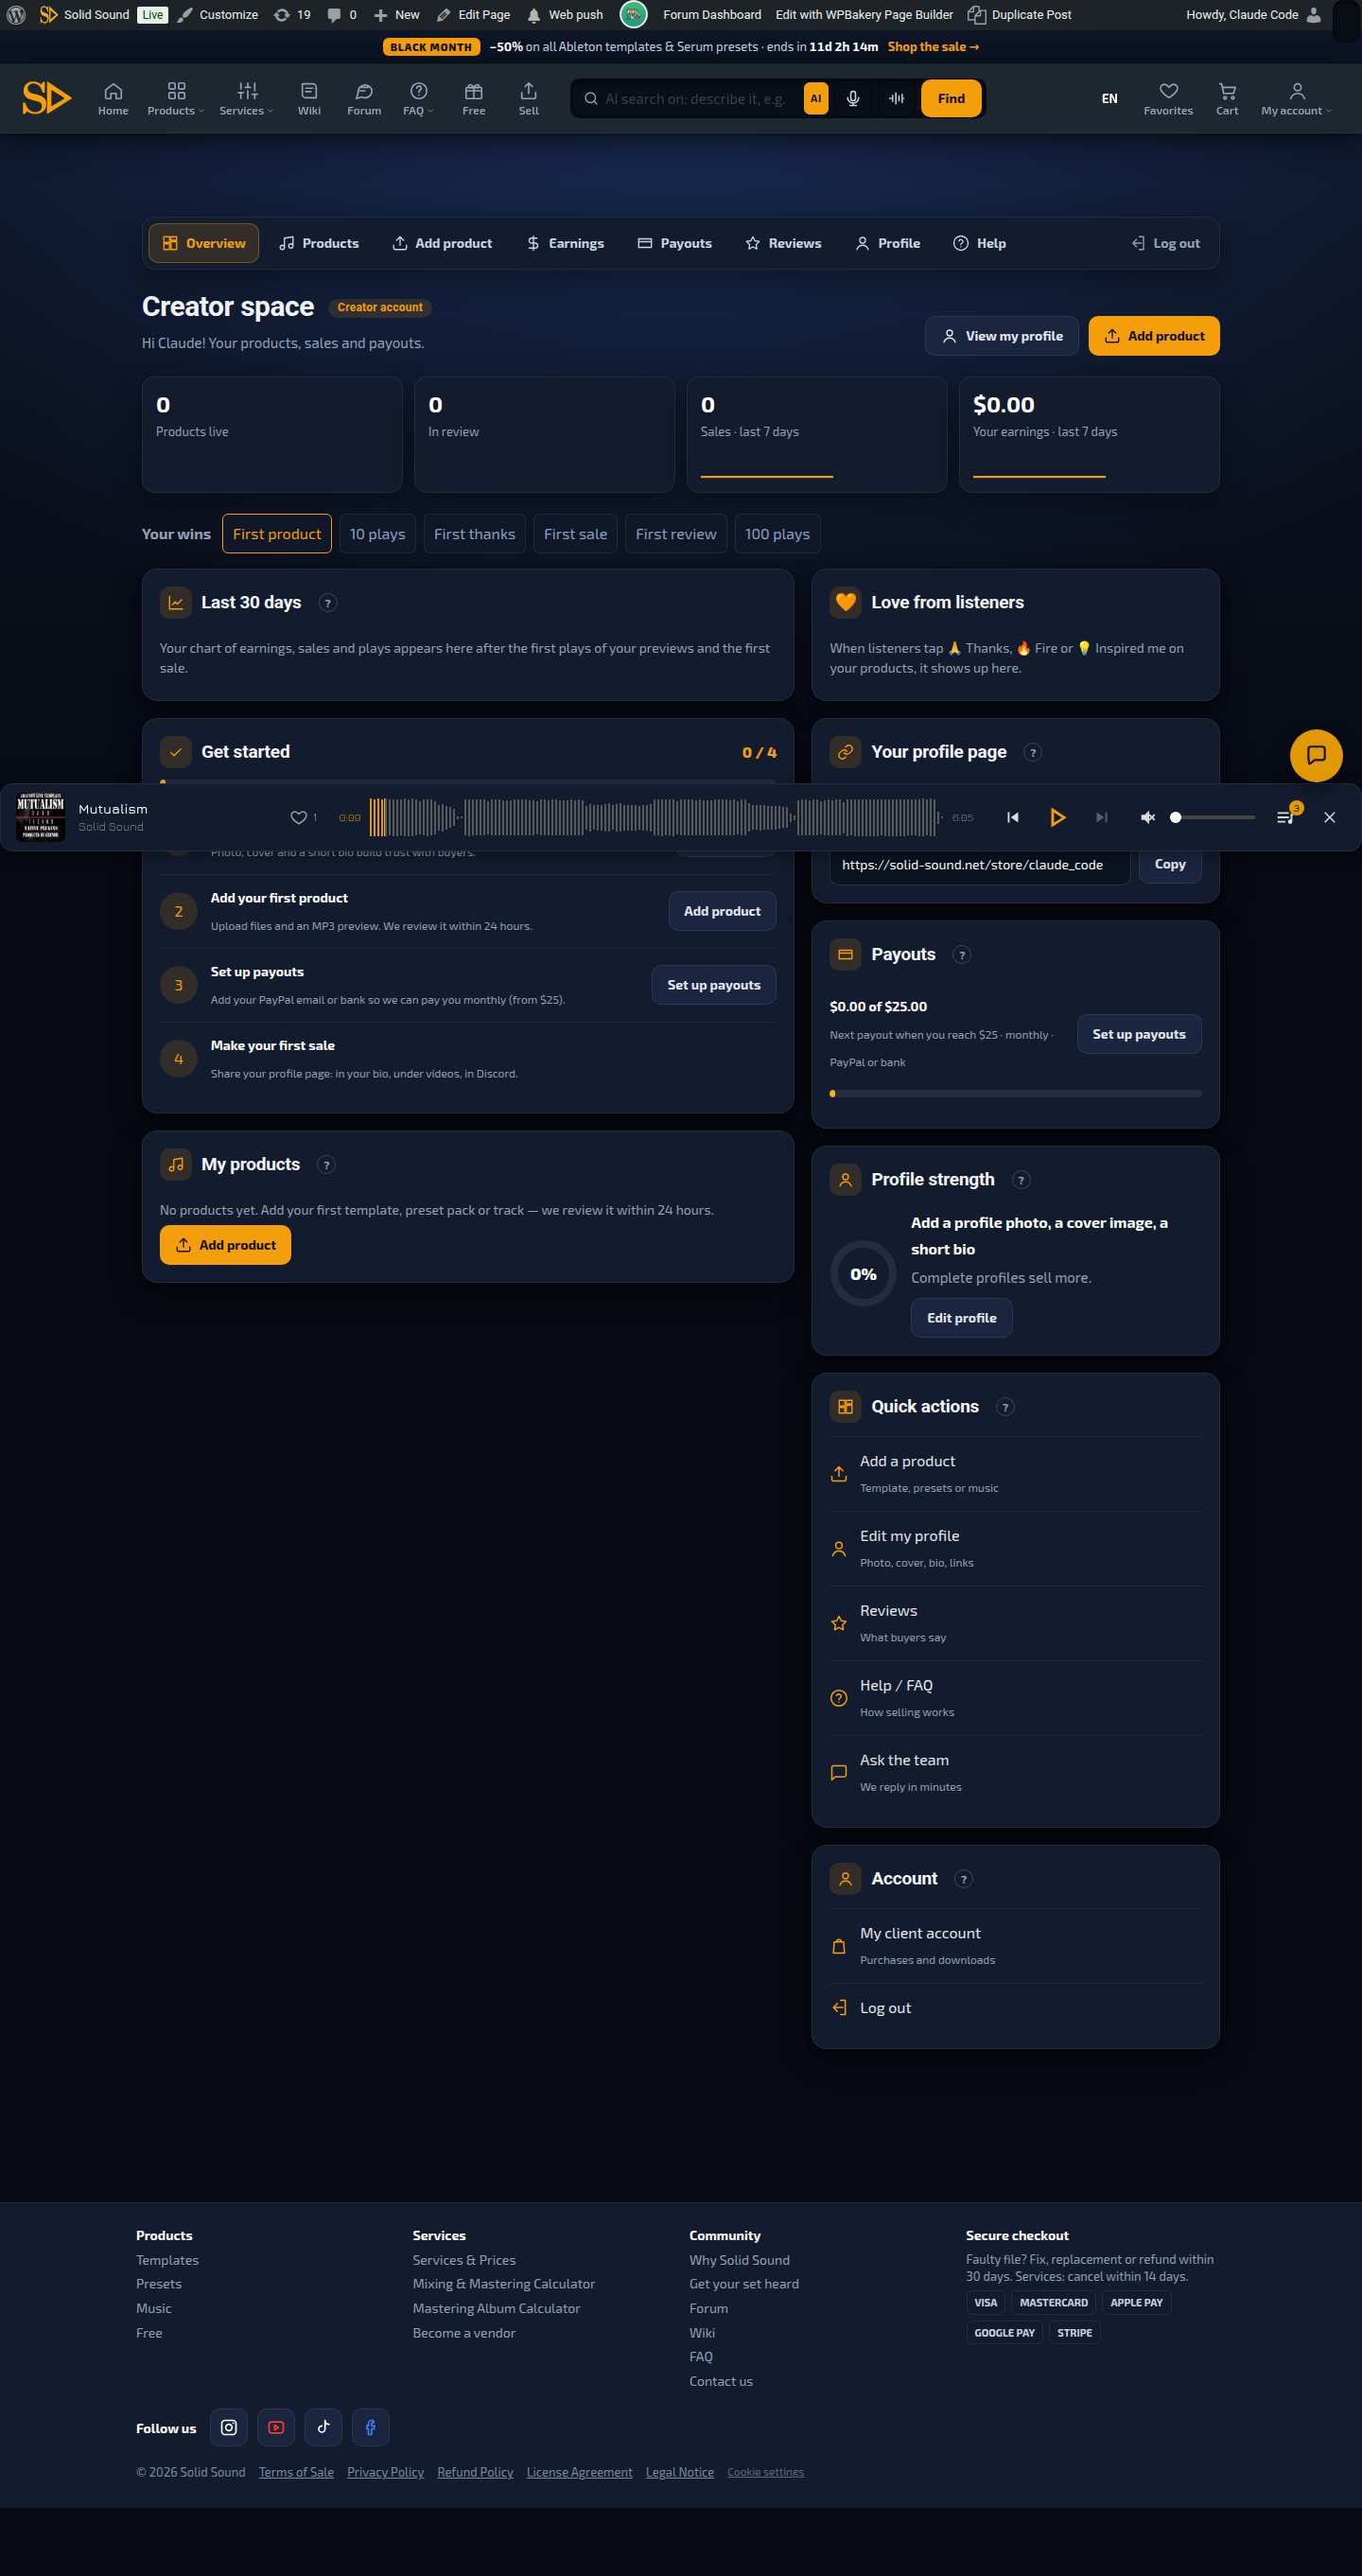 Solid Sound Live Customize 19 0 New Edit Page Web push Forum Dashboard Edit with WPBakery Page Builder Duplicate Post Howdy, Claude Code
BLACK MONTH −50% on all Ableton templates & Serum presets · ends in 11d 2h 14m Shop the sale →
Home Products Services Wiki Forum FAQ Free Sell
AI search on: describe it, e.g. AI Find
EN Favorites Cart My account
Overview Products Add product Earnings Payouts Reviews Profile Help Log out
Creator space Creator account
Hi Claude! Your products, sales and payouts.
View my profile Add product
0
Products live
0
In review
0
Sales · last 7 days
$0.00
Your earnings · last 7 days
Your wins First product 10 plays First thanks First sale First review 100 plays
Last 30 days ?
Your chart of earnings, sales and plays appears here after the first plays of your previews and the first
sale.
Love from listeners
When listeners tap 🙏 Thanks, 🔥 Fire or 💡 Inspired me on
your products, it shows up here.
Get started 0 / 4
Your profile page ?
MUTUALISM
Mutualism
Solid Sound
1 0:09 6:05 3
Photo, cover and a short bio build trust with buyers.
https://solid-sound.net/store/claude_code Copy
2
Add your first product
Upload files and an MP3 preview. We review it within 24 hours.
Add product
3
Set up payouts
Add your PayPal email or bank so we can pay you monthly (from $25).
Set up payouts
4
Make your first sale
Share your profile page: in your bio, under videos, in Discord.
Payouts ?
$0.00 of $25.00
Next payout when you reach $25 · monthly ·
PayPal or bank
Set up payouts
My products ?
No products yet. Add your first template, preset pack or track — we review it within 24 hours.
Add product
Profile strength ?
0%
Add a profile photo, a cover image, a
short bio
Complete profiles sell more.
Edit profile
Quick actions ?
Add a product
Template, presets or music
Edit my profile
Photo, cover, bio, links
Reviews
What buyers say
Help / FAQ
How selling works
Ask the team
We reply in minutes
Account ?
My client account
Purchases and downloads
Log out
Products
Templates
Presets
Music
Free
Services
Services & Prices
Mixing & Mastering Calculator
Mastering Album Calculator
Become a vendor
Community
Why Solid Sound
Get your set heard
Forum
Wiki
FAQ
Contact us
Secure checkout
Faulty file? Fix, replacement or refund within
30 days. Services: cancel within 14 days.
VISA MASTERCARD APPLE PAY
GOOGLE PAY STRIPE
Follow us
© 2026 Solid Sound Terms of Sale Privacy Policy Refund Policy License Agreement Legal Notice Cookie settings